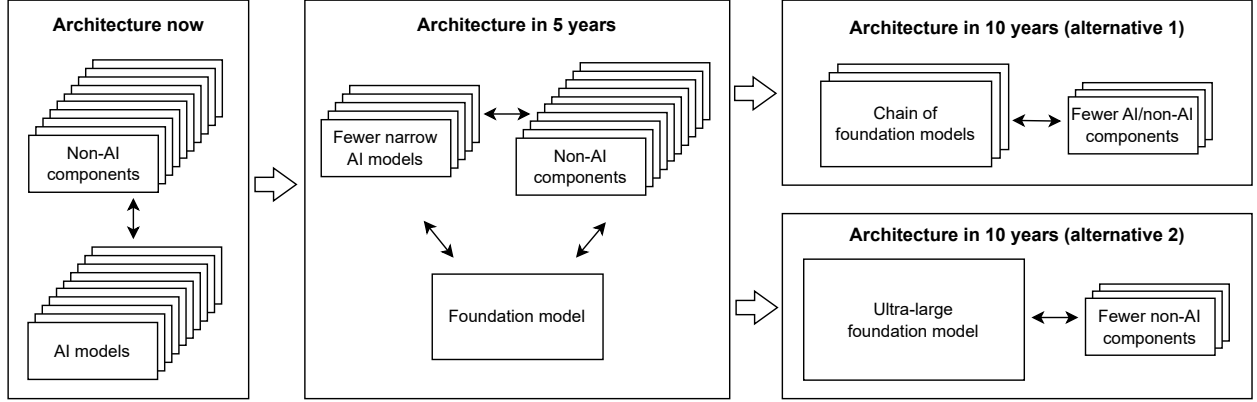 Architecture now
Non-AI
components
AI models
Architecture in 5 years
Fewer narrow
AI models
Non-AI
components
Foundation model
Architecture in 10 years (alternative 1)
Chain of
foundation models
Fewer AI/non-AI
components
Architecture in 10 years (alternative 2)
Ultra-large
foundation model
Fewer non-AI
components